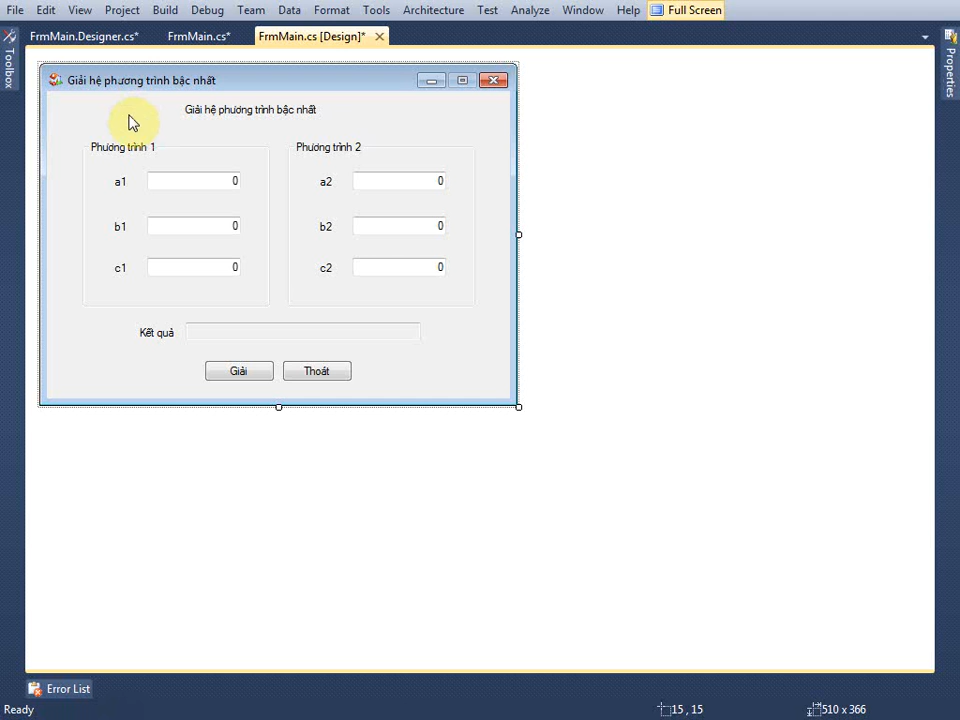 File Edit View Project Build Debug Team Data Format Tools Architecture Test Analyze Window Help Full Screen
FrmMain.Designer.cs* FrmMain.cs* FrmMain.cs [Design]*
Toolbox
Properties
Giải hệ phương trình bậc nhất
Giải hệ phương trình bậc nhất
Phương trình 1 Phương trình 2
a1 0 a2 0
b1 0 b2 0
c1 0 c2 0
Kết quả
Giải Thoát
Error List
Ready 15 , 15 510 x 366